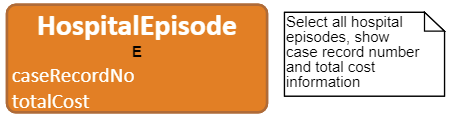 HospitalEpisode
E
caseRecordNo
totalCost
Select all hospital
episodes, show
case record number
and total cost
information